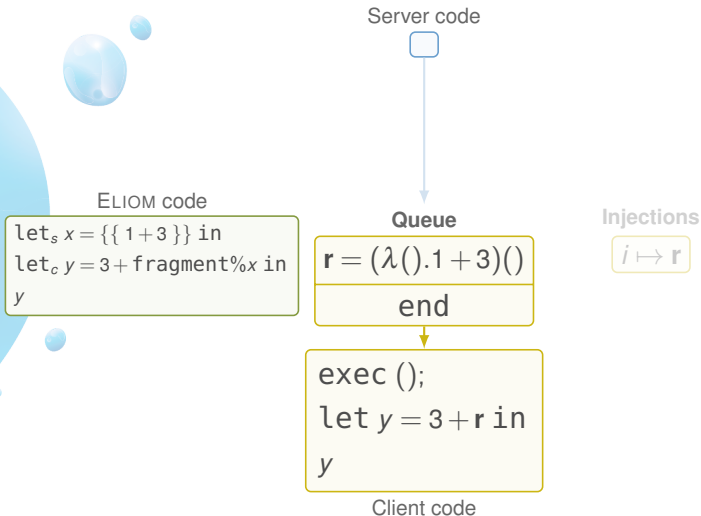 Server code
ELIOM code
let_s x = {{ 1+3 }} in
let_c y = 3+fragment%x in
y
Queue
r = (λ().1+3)()
end
Injections
i ↦ r
exec ();
let y = 3+r in
y
Client code